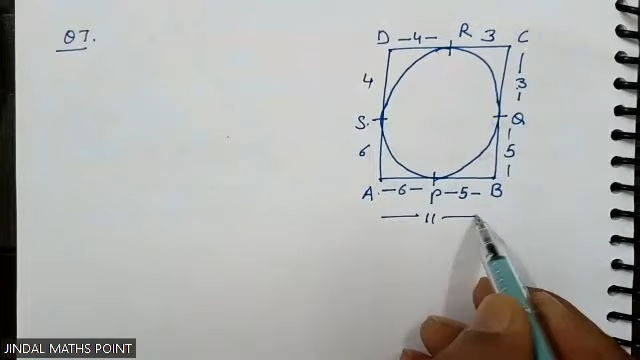 Q7.
D -4- R 3 C
4
3
S. Q
6 5
A. -6- P -5- B
11
JINDAL MATHS POINT